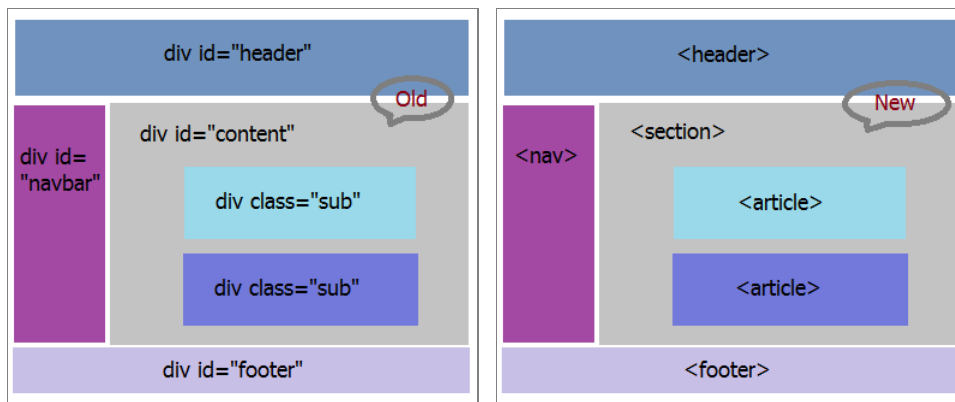 div id="header"
Old
div id="content"
div id=
"navbar"
div class="sub"
div class="sub"
div id="footer"
<header>
New
<section>
<nav>
<article>
<article>
<footer>